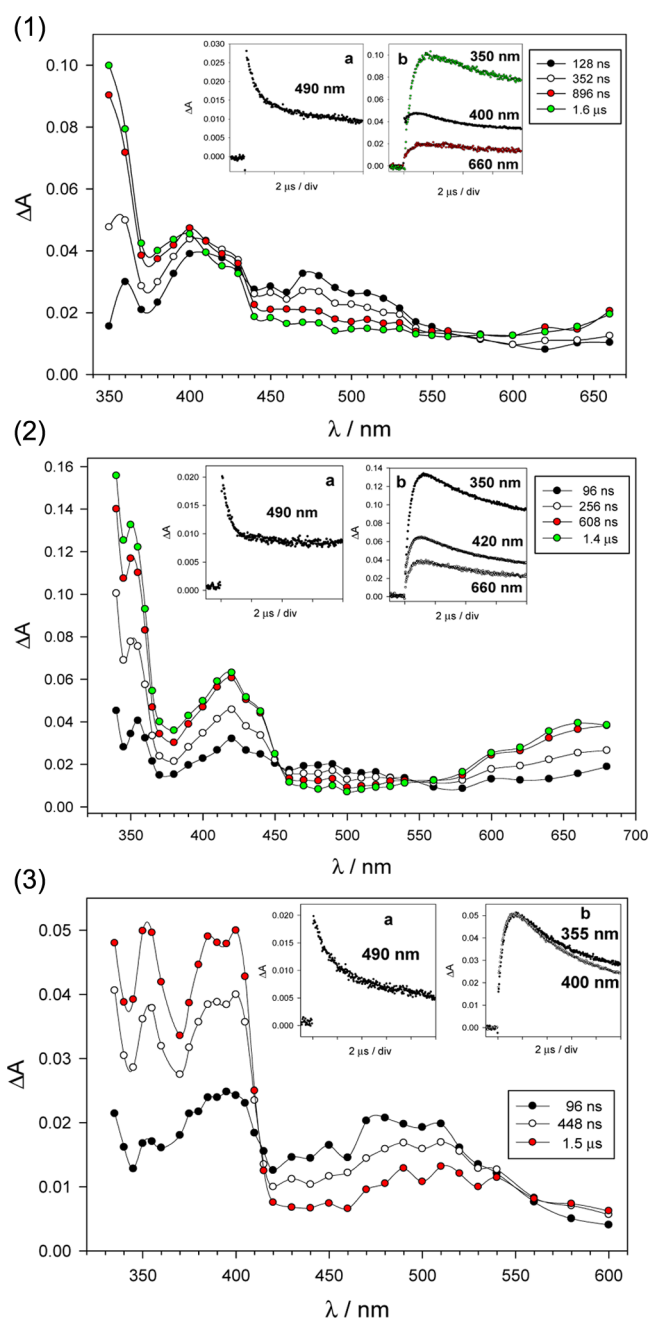 (1)
0.10
0.08
0.06
0.04
0.02
0.00
ΔA
350 400 450 500 550 600 650
λ / nm
a
490 nm
0.030
0.025
0.020
0.015
0.010
0.005
0.000
ΔA
2 μs / div
b
350 nm
400 nm
660 nm
0.10
0.08
0.06
0.04
0.02
0.00
ΔA
2 μs / div
128 ns
352 ns
896 ns
1.6 μs
(2)
0.16
0.14
0.12
0.10
0.08
0.06
0.04
0.02
0.00
ΔA
350 400 450 500 550 600 650 700
λ / nm
a
490 nm
0.020
0.015
0.010
0.005
0.000
ΔA
2 μs / div
b
350 nm
420 nm
660 nm
0.14
0.12
0.10
0.08
0.06
0.04
0.02
0.00
ΔA
2 μs / div
96 ns
256 ns
608 ns
1.4 μs
(3)
0.05
0.04
0.03
0.02
0.01
0.00
ΔA
350 400 450 500 550 600
λ / nm
a
490 nm
0.020
0.015
0.010
0.005
0.000
ΔA
2 μs / div
b
355 nm
400 nm
0.05
0.04
0.03
0.02
0.01
0.00
ΔA
2 μs / div
96 ns
448 ns
1.5 μs